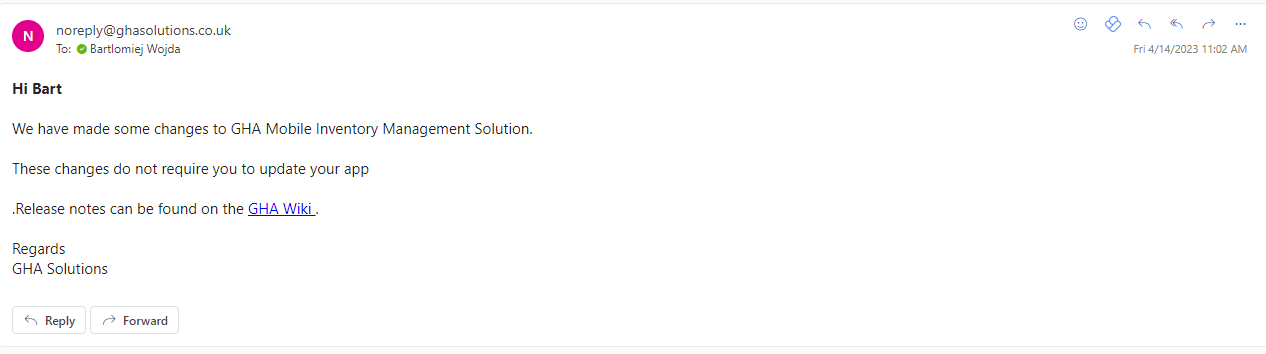 N
noreply@ghasolutions.co.uk
To: Bartlomiej Wojda
Fri 4/14/2023 11:02 AM
Hi Bart
We have made some changes to GHA Mobile Inventory Management Solution.
These changes do not require you to update your app
.Release notes can be found on the GHA Wiki .
Regards
GHA Solutions
Reply
Forward